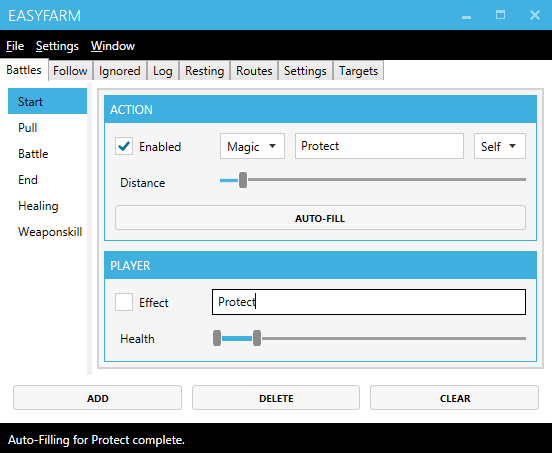 EASYFARM
File Settings Window
Battles Follow Ignored Log Resting Routes Settings Targets
Start
Pull
Battle
End
Healing
Weaponskill
ACTION
Enabled Magic Protect Self
Distance
AUTO-FILL
PLAYER
Effect Protect
Health
ADD DELETE CLEAR
Auto-Filling for Protect complete.